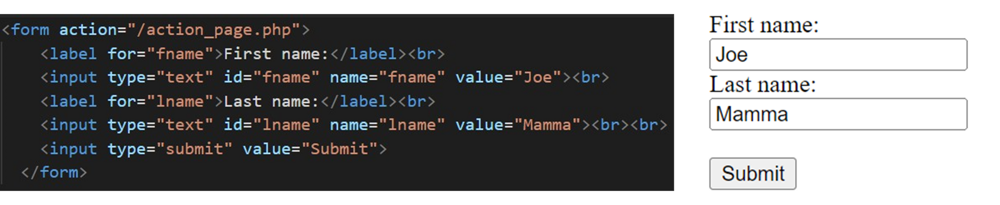 <form action="/action_page.php">
<label for="fname">First name:</label><br>
<input type="text" id="fname" name="fname" value="Joe"><br>
<label for="lname">Last name:</label><br>
<input type="text" id="lname" name="lname" value="Mamma"><br><br>
<input type="submit" value="Submit">
</form>
First name:
Joe
Last name:
Mamma
Submit